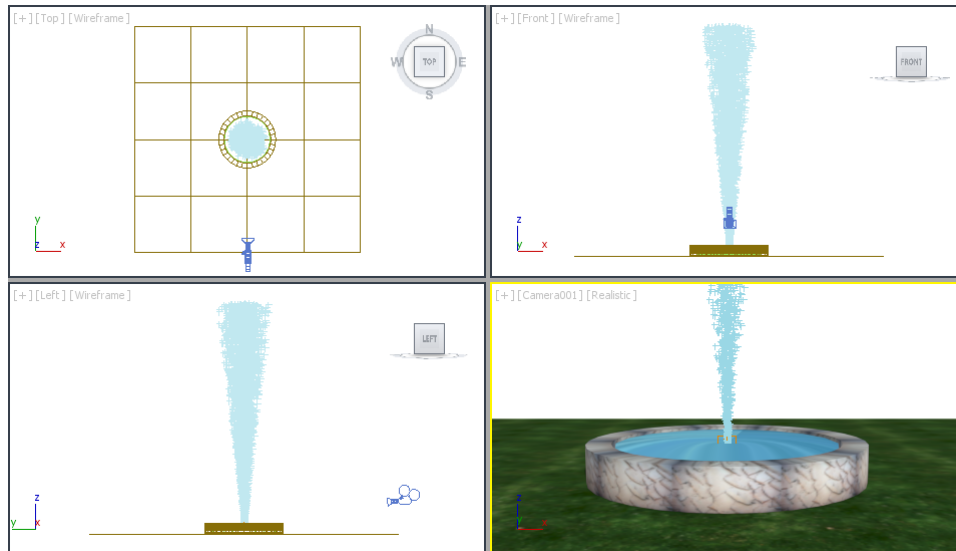 [+] [Top] [Wireframe]
N
W
TOP
E
S
y
z
x
[+] [Front] [Wireframe]
FRONT
z
y
x
[+] [Left] [Wireframe]
LEFT
z
y
x
[+] [Camera001] [Realistic]
z
y
x